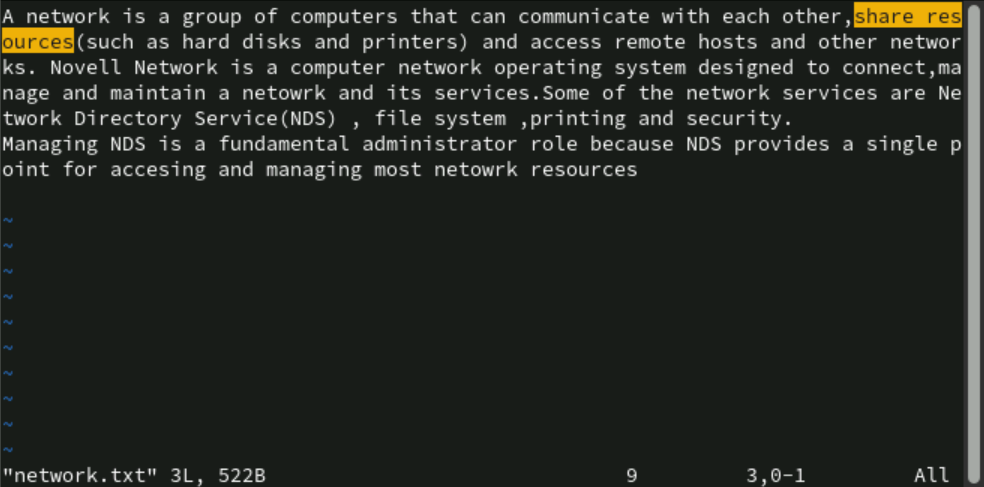 A network is a group of computers that can communicate with each other,share res
ources(such as hard disks and printers) and access remote hosts and other networ
ks. Novell Network is a computer network operating system designed to connect,ma
nage and maintain a netowrk and its services.Some of the network services are Ne
twork Directory Service(NDS) , file system ,printing and security.
Managing NDS is a fundamental administrator role because NDS provides a single p
oint for accesing and managing most netowrk resources
~
~
~
~
~
~
~
~
~
~
"network.txt" 3L, 522B 9 3,0-1 All